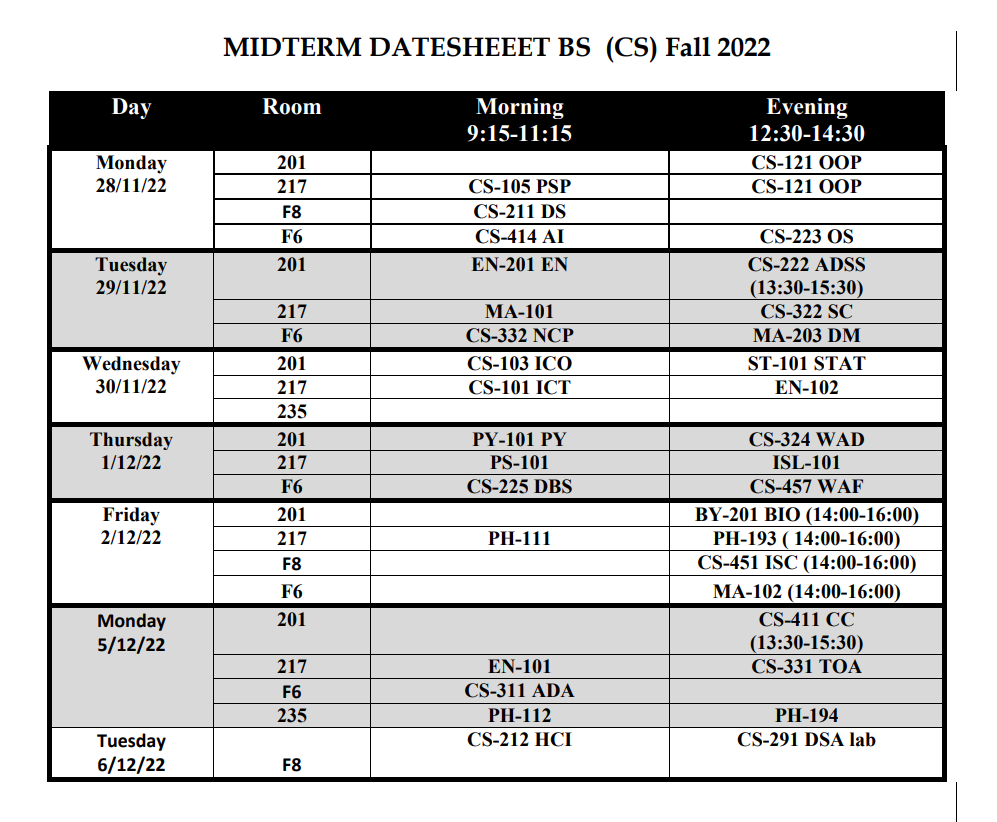 MIDTERM DATESHEEET BS (CS) Fall 2022
Day Room Morning Evening
9:15-11:15 12:30-14:30
Monday 201 CS-121 OOP
28/11/22 217 CS-105 PSP CS-121 OOP
F8 CS-211 DS
F6 CS-414 AI CS-223 OS
Tuesday 201 EN-201 EN CS-222 ADSS
29/11/22 (13:30-15:30)
217 MA-101 CS-322 SC
F6 CS-332 NCP MA-203 DM
Wednesday 201 CS-103 ICO ST-101 STAT
30/11/22 217 CS-101 ICT EN-102
235
Thursday 201 PY-101 PY CS-324 WAD
1/12/22 217 PS-101 ISL-101
F6 CS-225 DBS CS-457 WAF
Friday 201 BY-201 BIO (14:00-16:00)
2/12/22 217 PH-111 PH-193 ( 14:00-16:00)
F8 CS-451 ISC (14:00-16:00)
F6 MA-102 (14:00-16:00)
Monday 201 CS-411 CC
5/12/22 (13:30-15:30)
217 EN-101 CS-331 TOA
F6 CS-311 ADA
235 PH-112 PH-194
Tuesday CS-212 HCI CS-291 DSA lab
6/12/22 F8